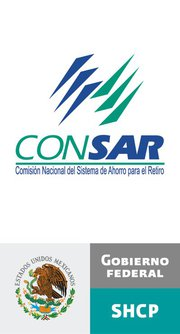 CONSAR
Comisión Nacional del Sistema de Ahorro para el Retiro
ESTADOS UNIDOS MEXICANOS
GOBIERNO
FEDERAL
SHCP